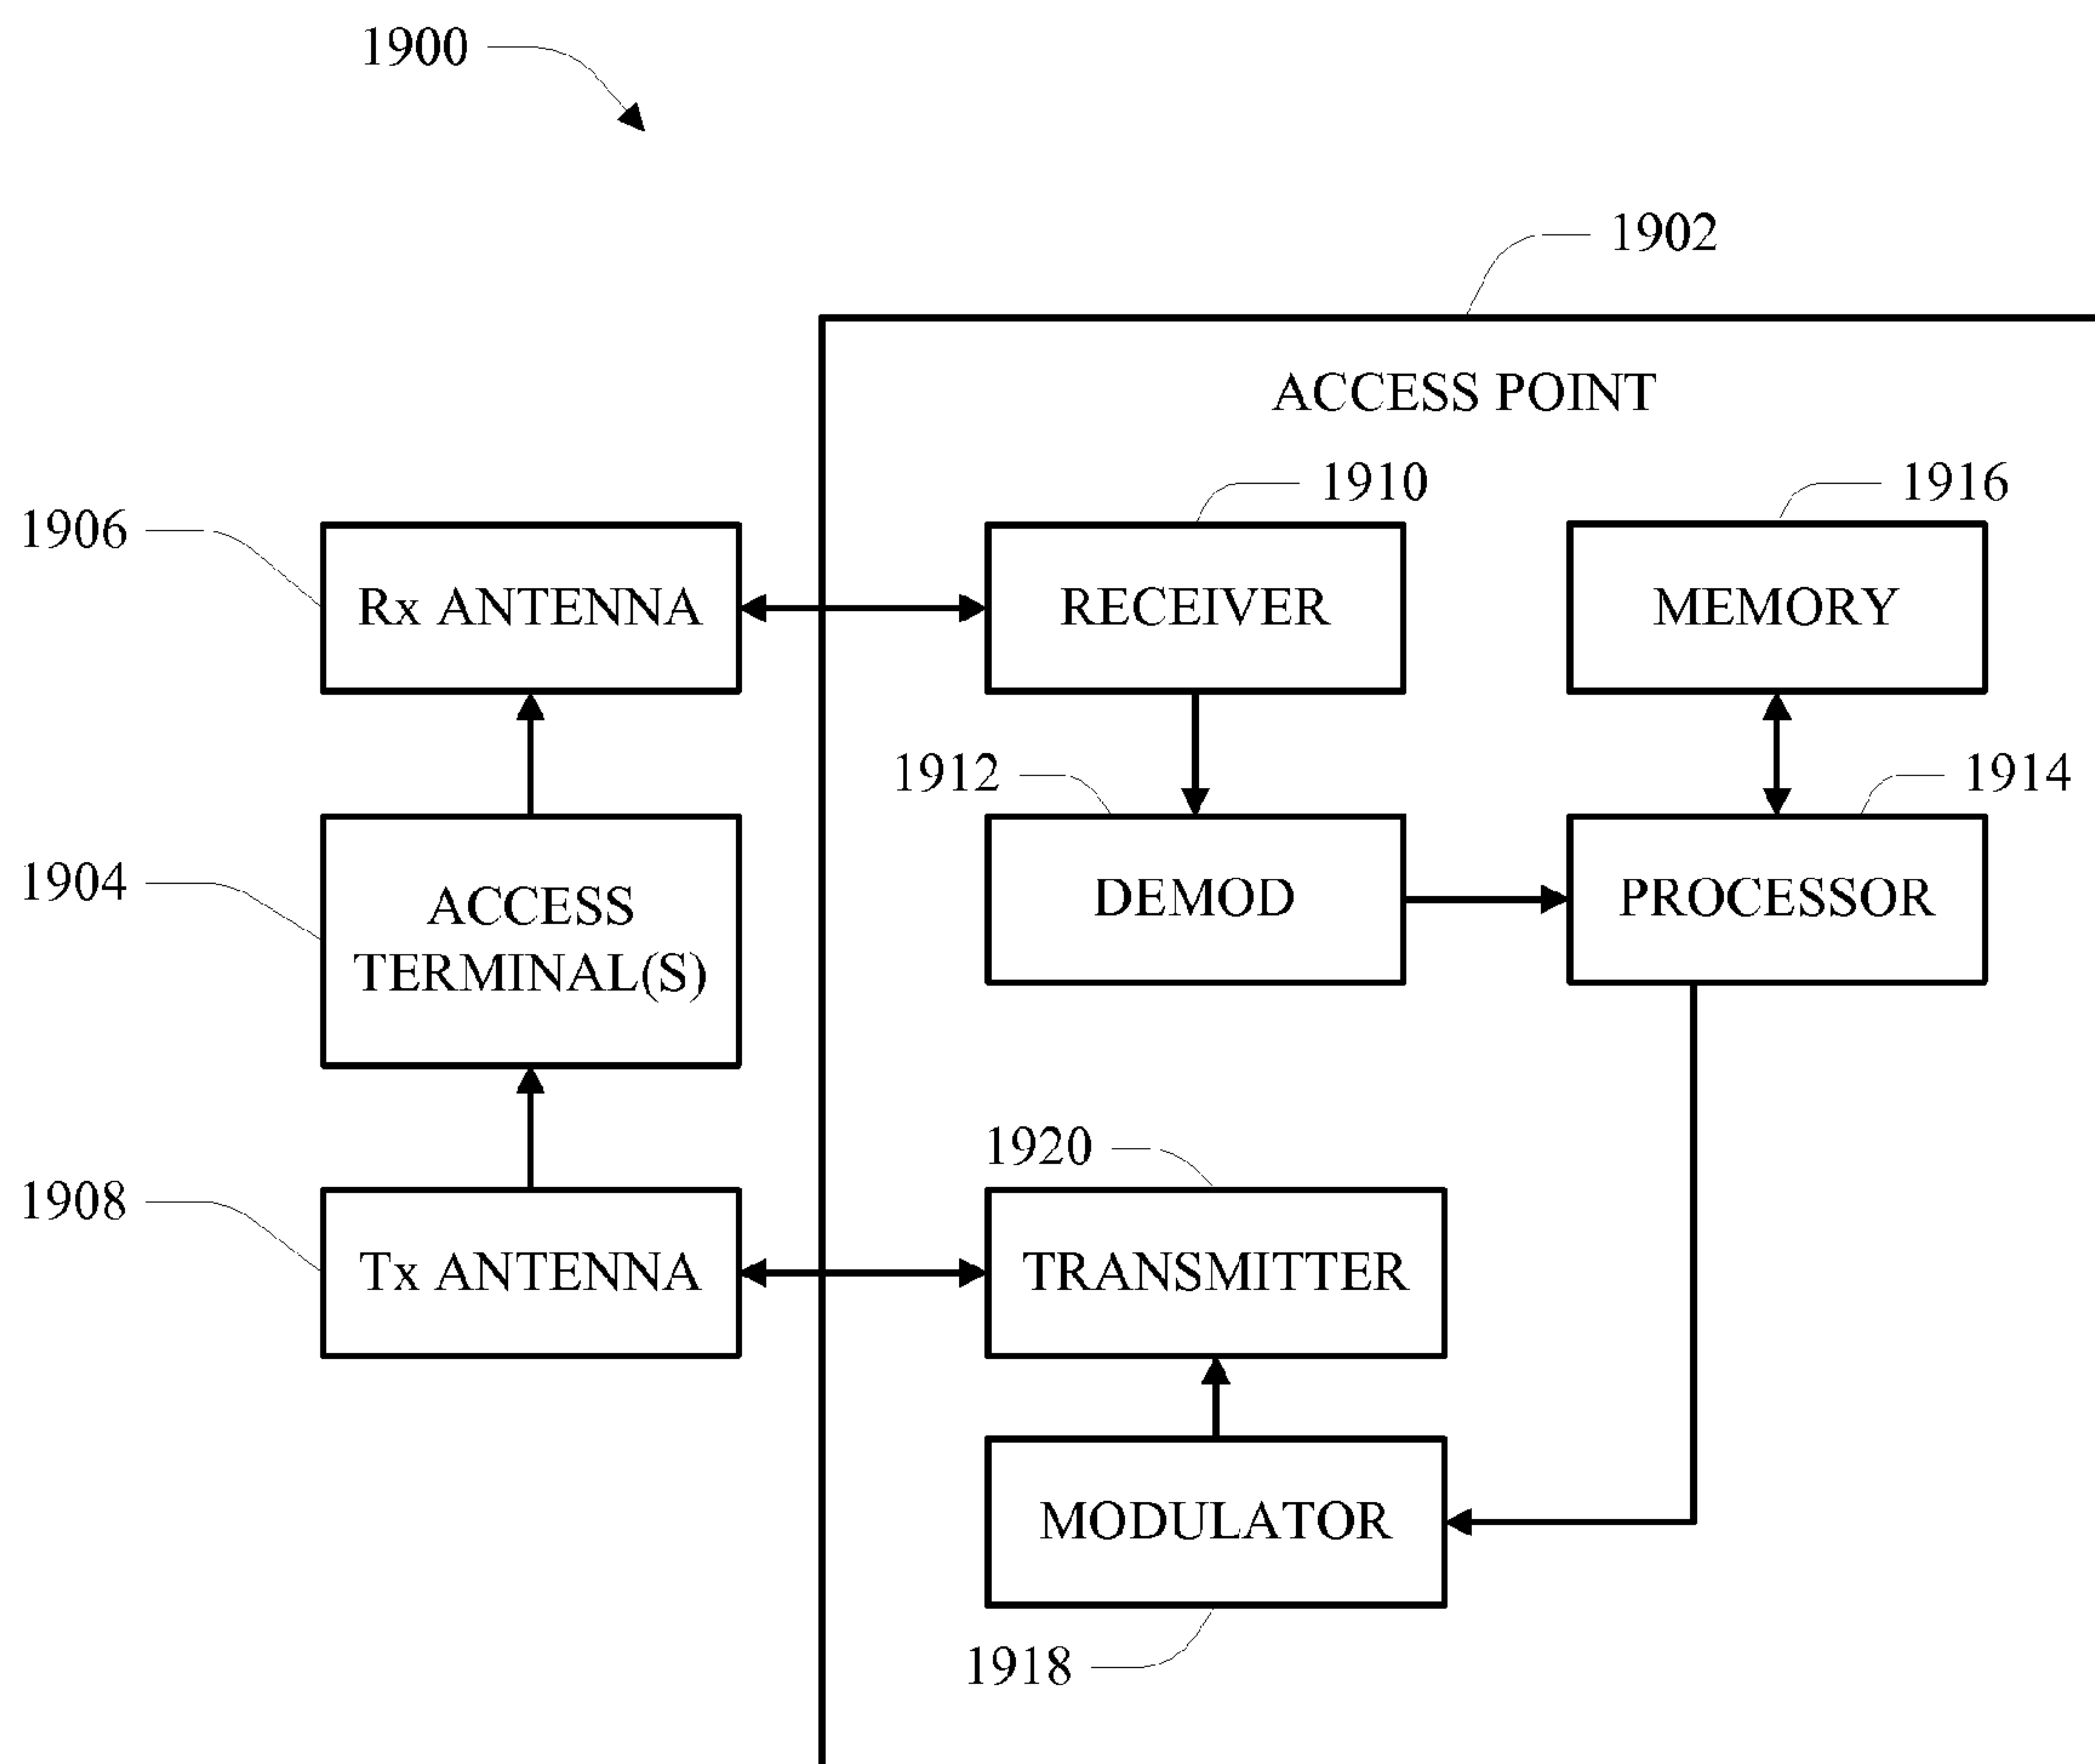 1900
1902
ACCESS POINT
1910
1916
1906
Rx ANTENNA
RECEIVER
MEMORY
1912
1914
1904
ACCESS
TERMINAL(S)
DEMOD
PROCESSOR
1920
1908
Tx ANTENNA
TRANSMITTER
MODULATOR
1918